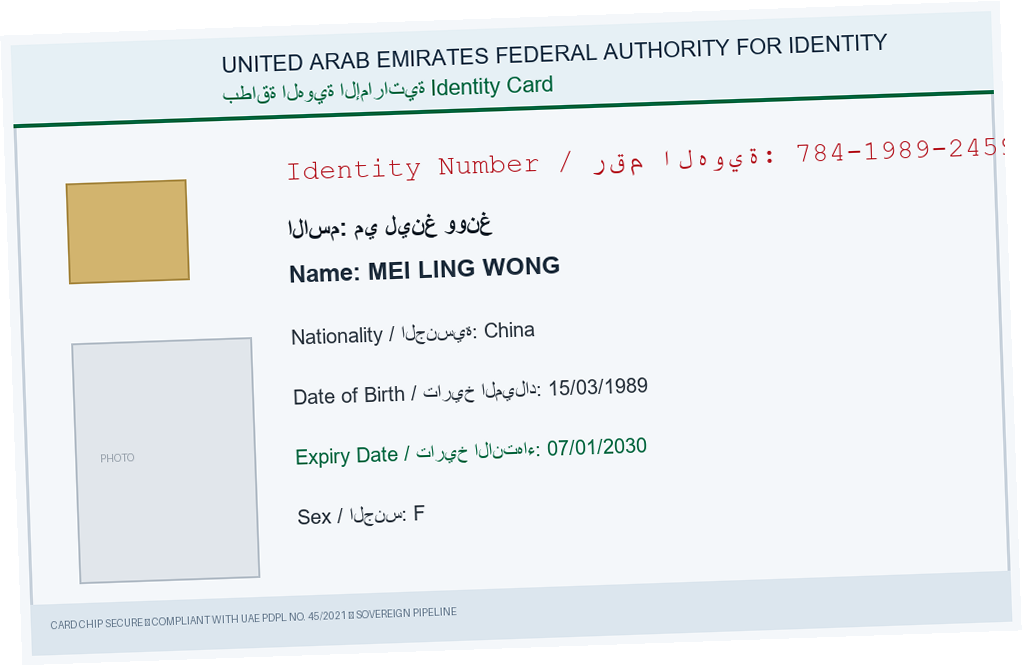 UNITED ARAB EMIRATES FEDERAL AUTHORITY FOR IDENTITY
بطاقة الهوية الإماراتية Identity Card
Identity Number / رقم الهوية: 784-1989-2459
الاسم: مي لينغ وونغ
Name: MEI LING WONG
Nationality / الجنسية: China
Date of Birth / تاريخ الميلاد: 15/03/1989
Expiry Date / تاريخ الانتهاء: 07/01/2030
Sex / الجنس: F
PHOTO
CARD CHIP SECURE COMPLIANT WITH UAE PDPL NO. 45/2021 SOVEREIGN PIPELINE